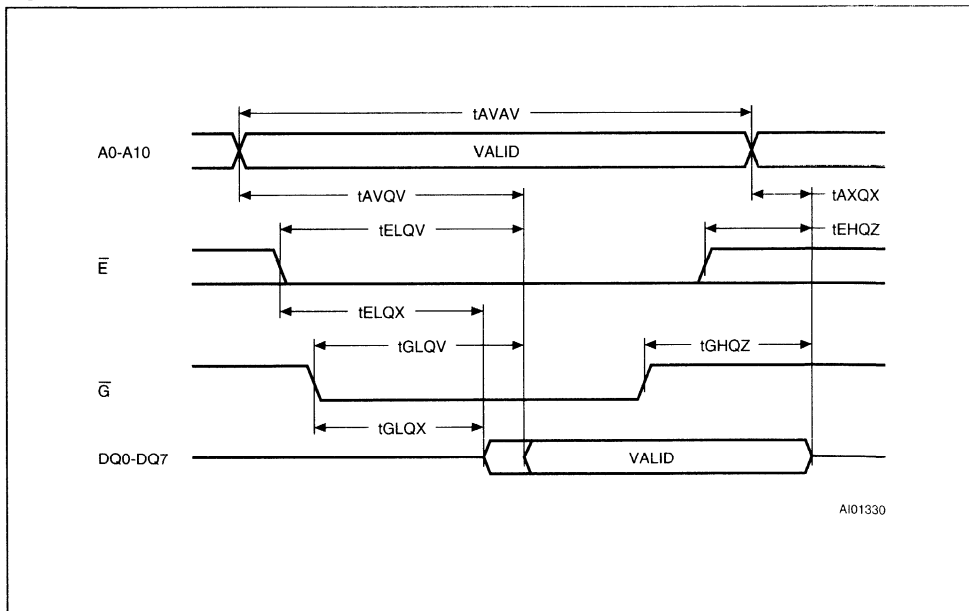 tAVAV
A0-A10
VALID
tAVQV
tAXQX
tELQV
tEHQZ
E̅
tELQX
tGLQV
tGHQZ
G̅
tGLQX
DQ0-DQ7
VALID
AI01330